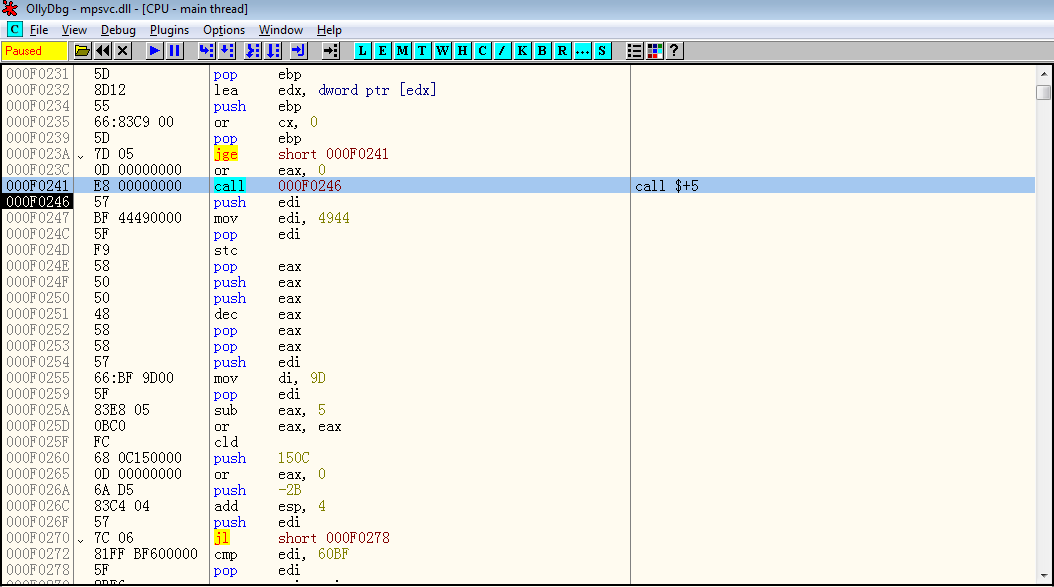 OllyDbg - mpsvc.dll - [CPU - main thread]
C File View Debug Plugins Options Window Help
Paused L E M T W H C / K B R ... S ?
000F0231 5D pop ebp
000F0232 8D12 lea edx, dword ptr [edx]
000F0234 55 push ebp
000F0235 66:83C9 00 or cx, 0
000F0239 5D pop ebp
000F023A 7D 05 jge short 000F0241
000F023C 0D 00000000 or eax, 0
000F0241 E8 00000000 call 000F0246 call $+5
000F0246 57 push edi
000F0247 BF 44490000 mov edi, 4944
000F024C 5F pop edi
000F024D F9 stc
000F024E 58 pop eax
000F024F 50 push eax
000F0250 50 push eax
000F0251 48 dec eax
000F0252 58 pop eax
000F0253 58 pop eax
000F0254 57 push edi
000F0255 66:BF 9D00 mov di, 9D
000F0259 5F pop edi
000F025A 83E8 05 sub eax, 5
000F025D 0BC0 or eax, eax
000F025F FC cld
000F0260 68 0C150000 push 150C
000F0265 0D 00000000 or eax, 0
000F026A 6A D5 push -2B
000F026C 83C4 04 add esp, 4
000F026F 57 push edi
000F0270 7C 06 jl short 000F0278
000F0272 81FF BF600000 cmp edi, 60BF
000F0278 5F pop edi